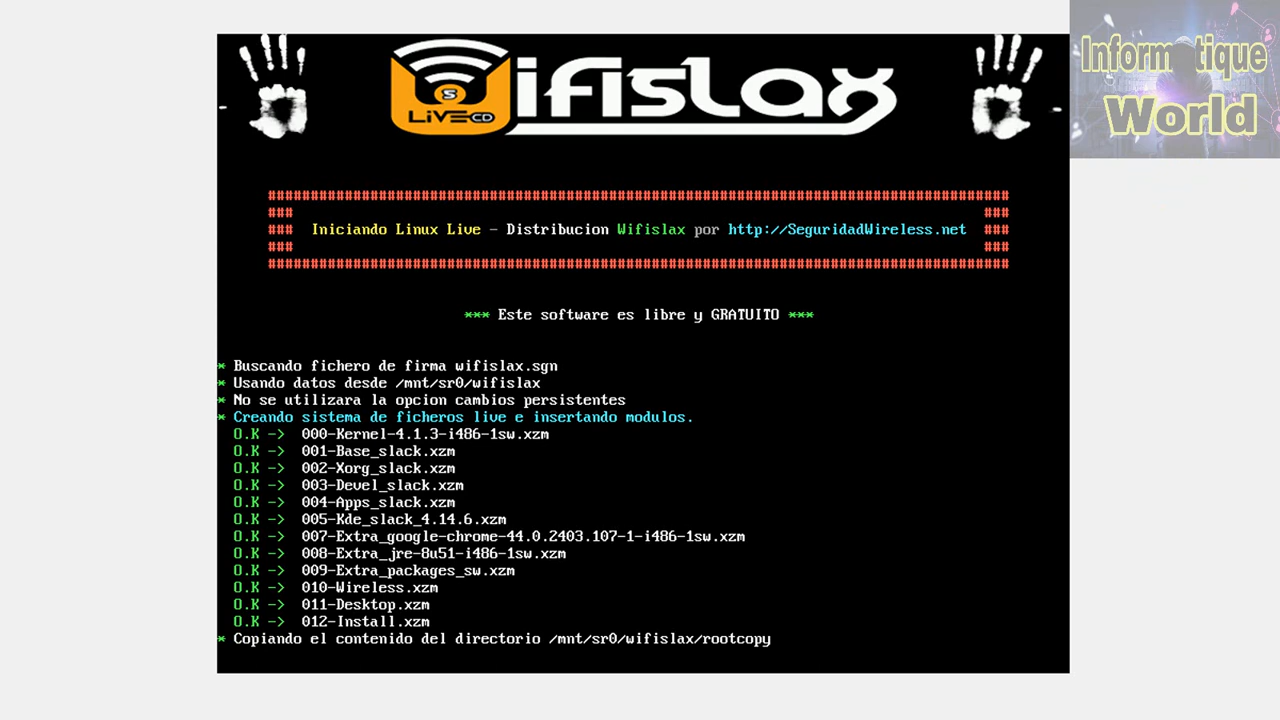 Wifislax
S
LiVE CD
Informatique
World
################################################################################
### ###
### Iniciando Linux Live - Distribucion Wifislax por http://SeguridadWireless.net ###
### ###
################################################################################
*** Este software es libre y GRATUITO ***
* Buscando fichero de firma wifislax.sgn
* Usando datos desde /mnt/sr0/wifislax
* No se utilizara la opcion cambios persistentes
* Creando sistema de ficheros live e insertando modulos.
O.K -> 000-Kernel-4.1.3-i486-1sw.xzm
O.K -> 001-Base_slack.xzm
O.K -> 002-Xorg_slack.xzm
O.K -> 003-Devel_slack.xzm
O.K -> 004-Apps_slack.xzm
O.K -> 005-Kde_slack_4.14.6.xzm
O.K -> 007-Extra_google-chrome-44.0.2403.107-1-i486-1sw.xzm
O.K -> 008-Extra_jre-8u51-i486-1sw.xzm
O.K -> 009-Extra_packages_sw.xzm
O.K -> 010-Wireless.xzm
O.K -> 011-Desktop.xzm
O.K -> 012-Install.xzm
* Copiando el contenido del directorio /mnt/sr0/wifislax/rootcopy